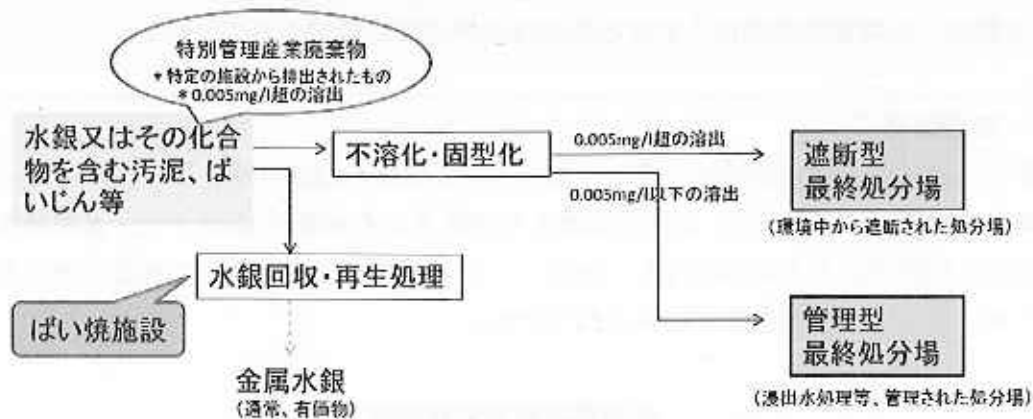 特別管理産業廃棄物
*特定の施設から排出されたもの
*0.005mg/l超の溶出
水銀又はその化合
物を含む汚泥、ば
いじん等
不溶化・固型化
0.005mg/l超の溶出
0.005mg/l以下の溶出
遮断型
最終処分場
(環境中から遮断された処分場)
水銀回収・再生処理
ばい焼施設
金属水銀
(通常、有価物)
管理型
最終処分場
(浸出水処理等、管理された処分場)